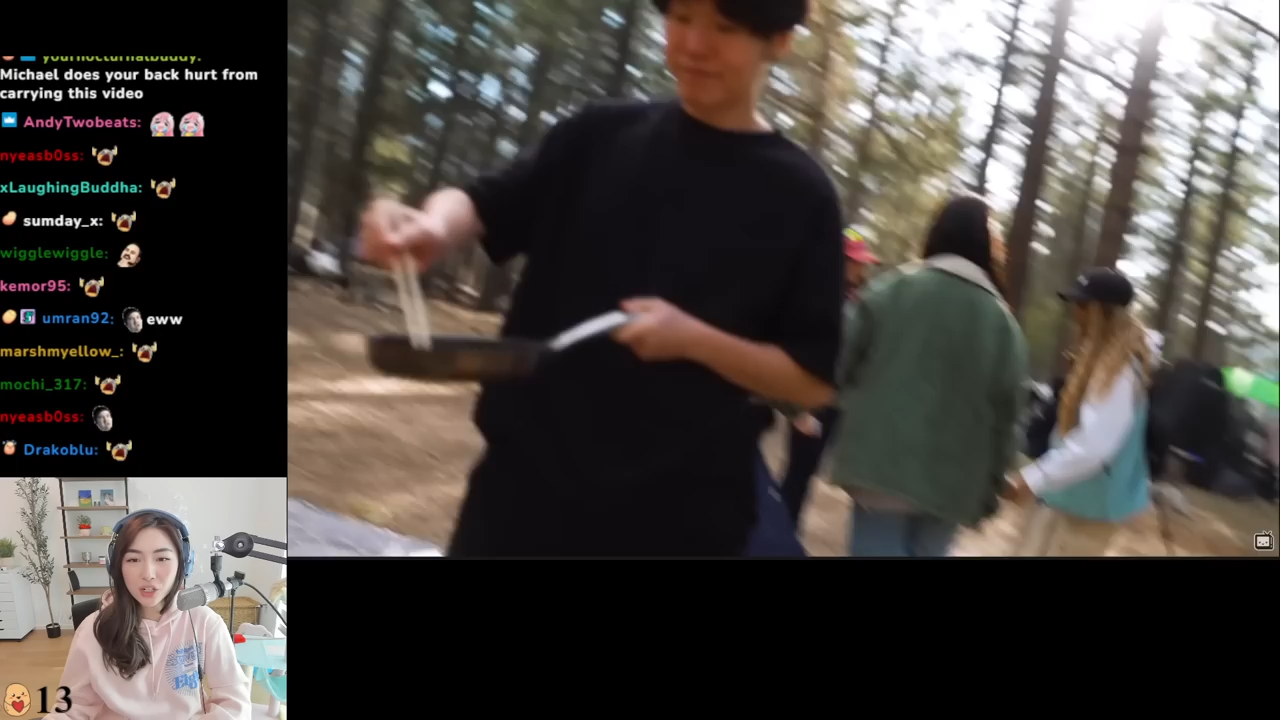 yournocturnalbuddy:
Michael does your back hurt from
carrying this video
AndyTwobeats:
nyeasb0ss:
xLaughingBuddha:
sumday_x:
wigglewiggle:
kemor95:
umran92: eww
marshmyellow_:
mochi_317:
nyeasb0ss:
Drakoblu:
13